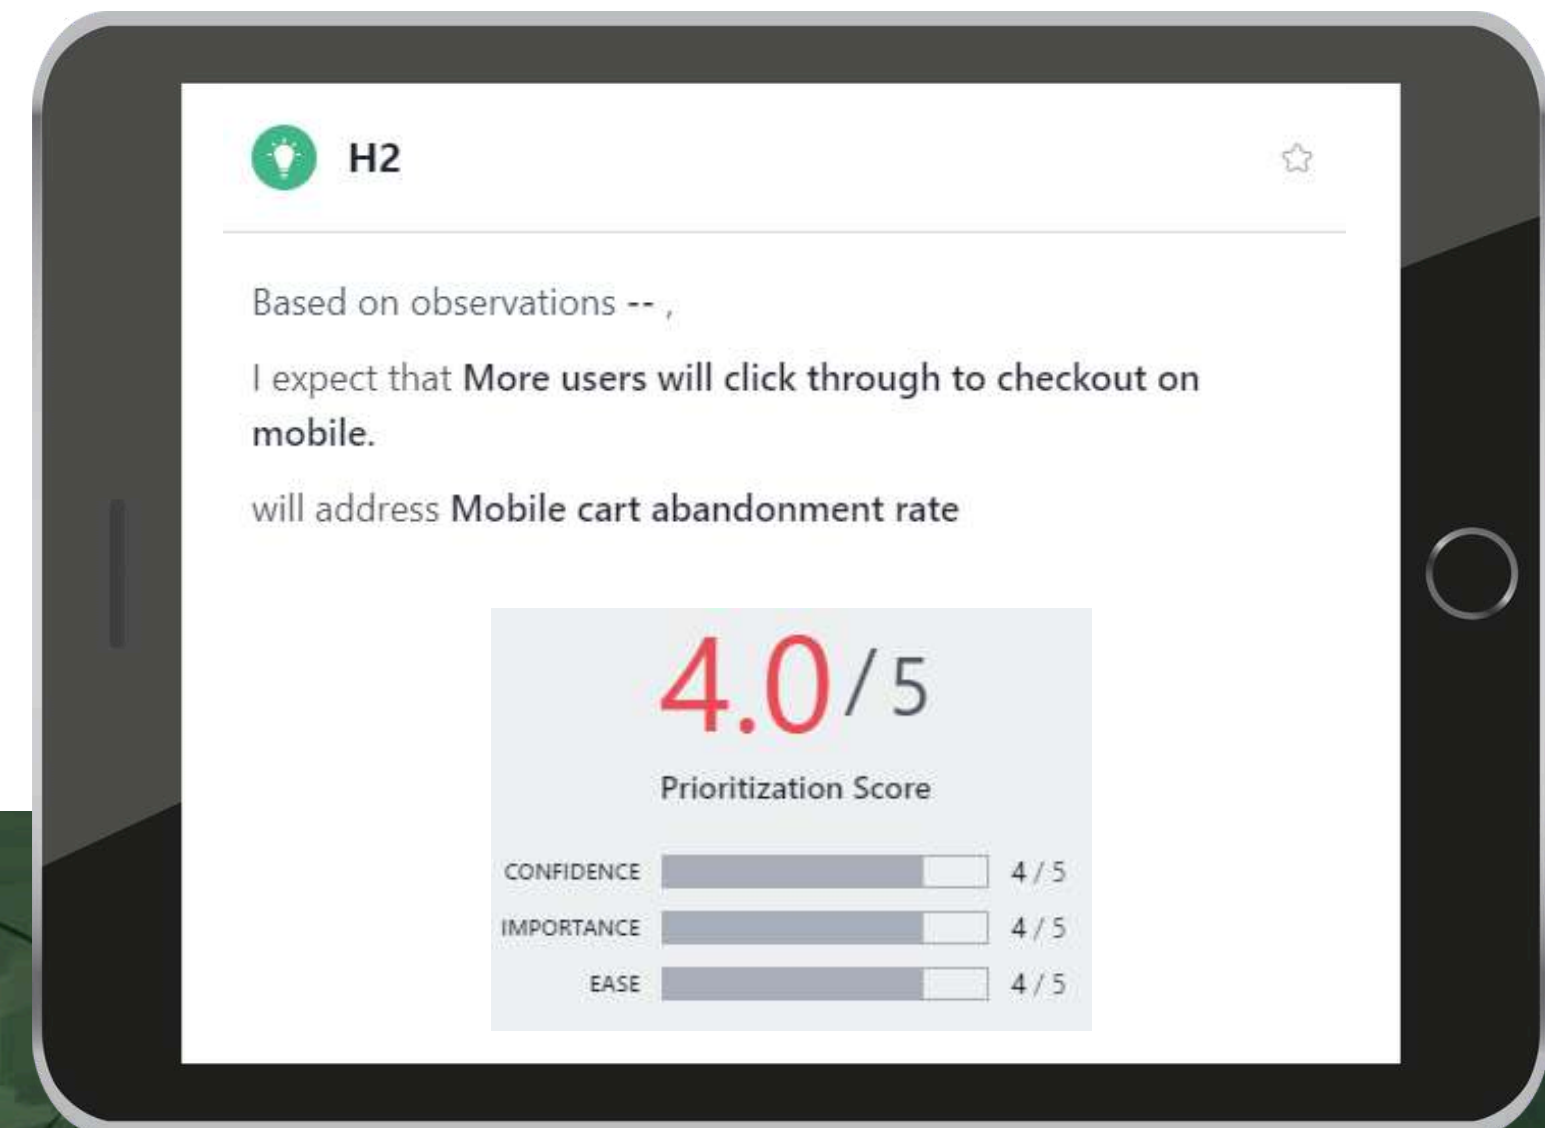 H2
Based on observations -- ,
I expect that More users will click through to checkout on
mobile.
will address Mobile cart abandonment rate
4.0/5
Prioritization Score
CONFIDENCE 4 / 5
IMPORTANCE 4 / 5
EASE 4 / 5